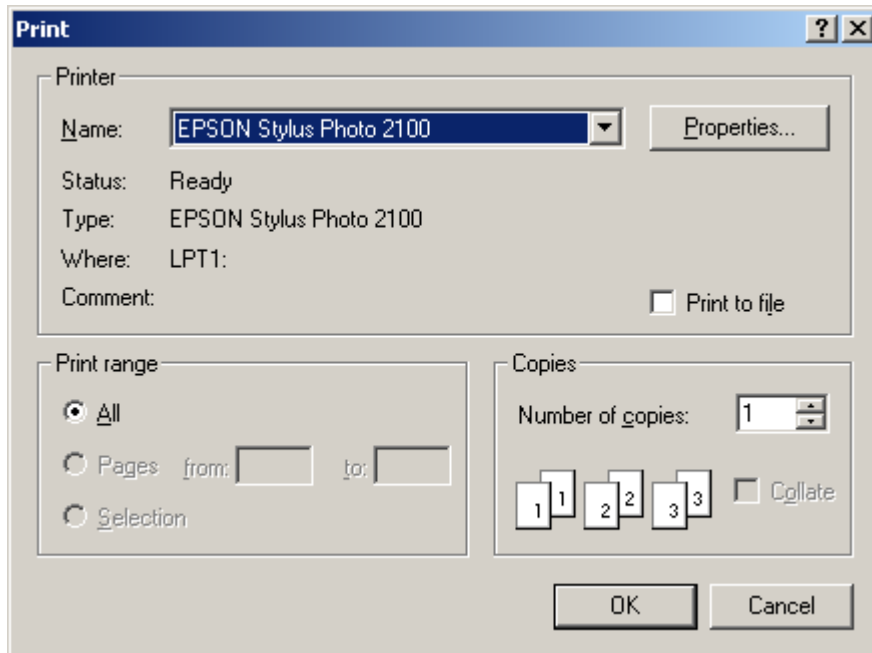 Print
Printer
Name: EPSON Stylus Photo 2100 Properties...
Status: Ready
Type: EPSON Stylus Photo 2100
Where: LPT1:
Comment: Print to file
Print range
All
Pages from: to:
Selection
Copies
Number of copies: 1
1 1 2 2 3 3 Collate
OK Cancel